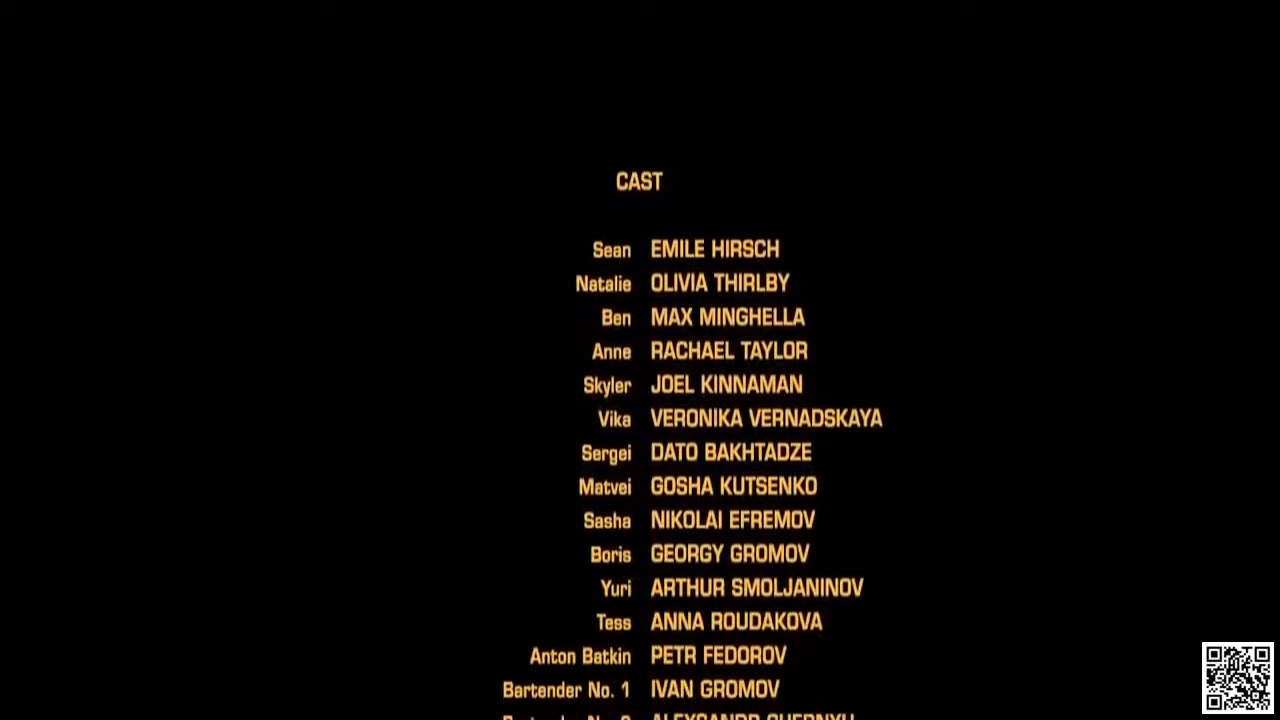 CAST
Sean EMILE HIRSCH
Natalie OLIVIA THIRLBY
Ben MAX MINGHELLA
Anne RACHAEL TAYLOR
Skyler JOEL KINNAMAN
Vika VERONIKA VERNADSKAYA
Sergei DATO BAKHTADZE
Matvei GOSHA KUTSENKO
Sasha NIKOLAI EFREMOV
Boris GEORGY GROMOV
Yuri ARTHUR SMOLJANINOV
Tess ANNA ROUDAKOVA
Anton Batkin PETR FEDOROV
Bartender No. 1 IVAN GROMOV